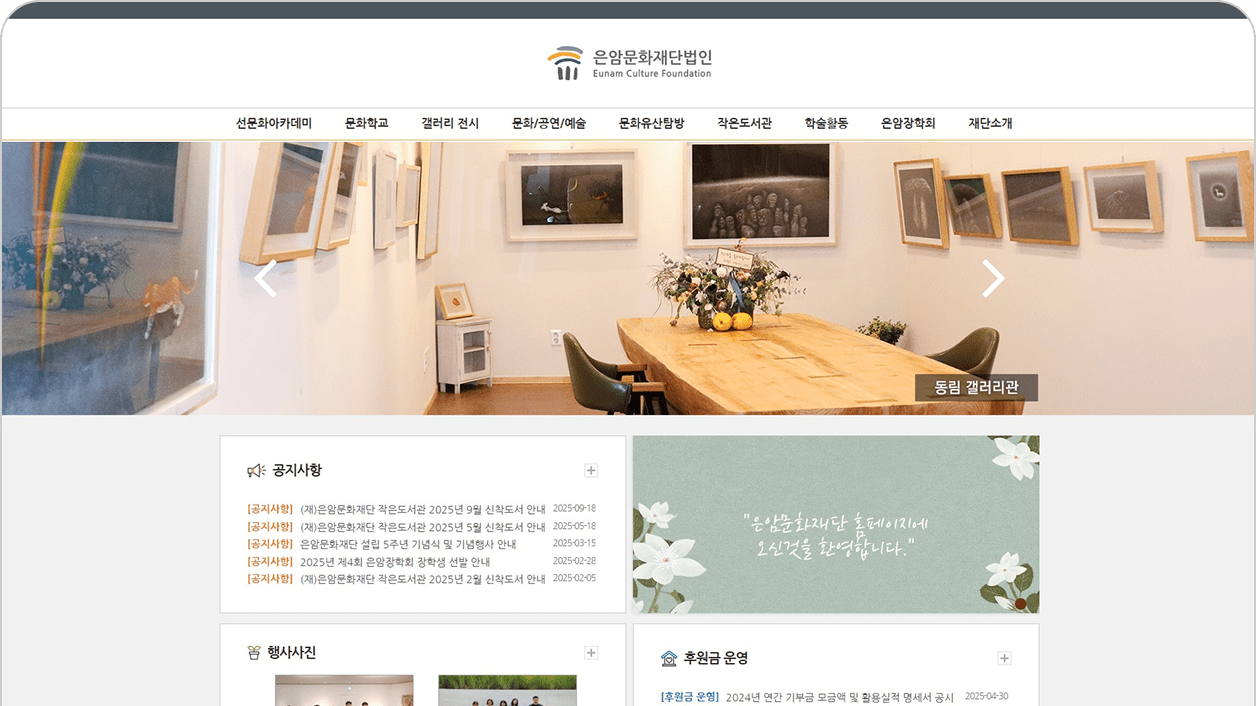 은암문화재단법인
Eunam Culture Foundation
선문화아카데미 문화학교 갤러리 전시 문화/공연/예술 문화유산탐방 작은도서관 학술활동 은암장학회 재단소개
동림 갤러리관
공지사항
[공지사항] (재)은암문화재단 작은도서관 2025년 9월 신착도서 안내 2025-09-18
[공지사항] (재)은암문화재단 작은도서관 2025년 5월 신착도서 안내 2025-05-18
[공지사항] 은암문화재단 설립 5주년 기념식 및 기념행사 안내 2025-03-15
[공지사항] 2025년 제4회 은암장학회 장학생 선발 안내 2025-02-28
[공지사항] (재)은암문화재단 작은도서관 2025년 2월 신착도서 안내 2025-02-05
"은암문화재단 홈페이지에
오신것을 환영합니다."
행사사진
후원금 운영
[후원금 운영] 2024년 연간 기부금 모금액 및 활용실적 명세서 공시 2025-04-30